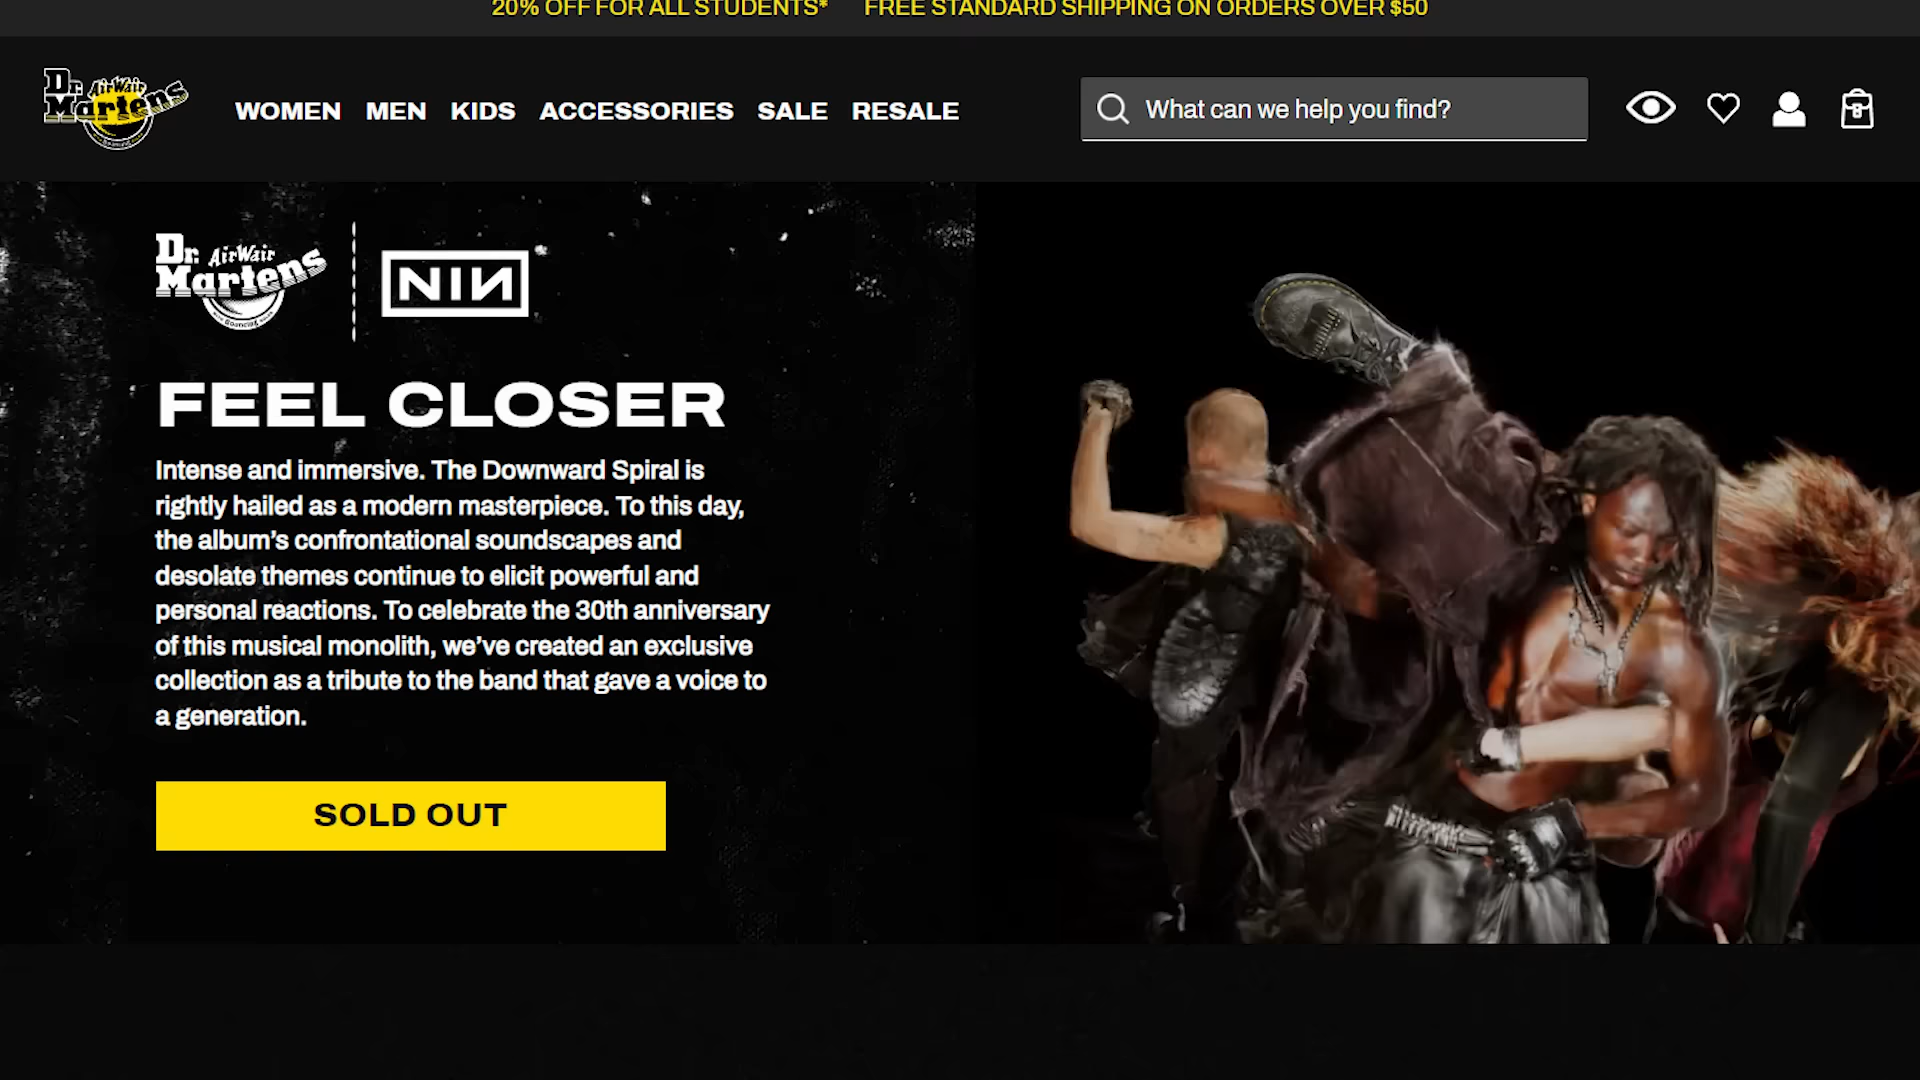 20% OFF FOR ALL STUDENTS* FREE STANDARD SHIPPING ON ORDERS OVER $50
Dr. Martens AirWair
WOMEN MEN KIDS ACCESSORIES SALE RESALE
What can we help you find?
0
Dr. Martens AirWair
With Bouncing Soles
NIN
FEEL CLOSER
Intense and immersive. The Downward Spiral is
rightly hailed as a modern masterpiece. To this day,
the album’s confrontational soundscapes and
desolate themes continue to elicit powerful and
personal reactions. To celebrate the 30th anniversary
of this musical monolith, we’ve created an exclusive
collection as a tribute to the band that gave a voice to
a generation.
SOLD OUT